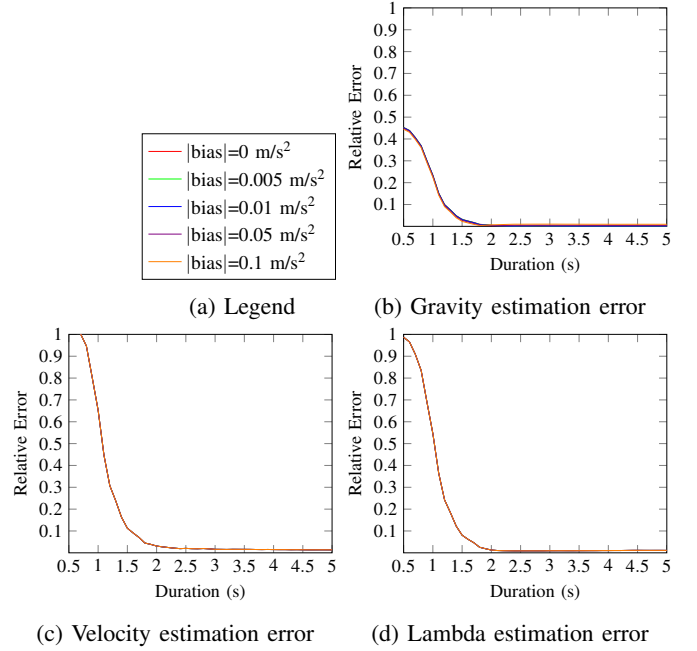 |bias|=0 m/s²
|bias|=0.005 m/s²
|bias|=0.01 m/s²
|bias|=0.05 m/s²
|bias|=0.1 m/s²
(a) Legend
1
0.9
0.8
0.7
0.6
0.5
0.4
0.3
0.2
0.1
Relative Error
0.5 1 1.5 2 2.5 3 3.5 4 4.5 5
Duration (s)
(b) Gravity estimation error
1
0.9
0.8
0.7
0.6
0.5
0.4
0.3
0.2
0.1
Relative Error
0.5 1 1.5 2 2.5 3 3.5 4 4.5 5
Duration (s)
(c) Velocity estimation error
1
0.9
0.8
0.7
0.6
0.5
0.4
0.3
0.2
0.1
Relative Error
0.5 1 1.5 2 2.5 3 3.5 4 4.5 5
Duration (s)
(d) Lambda estimation error